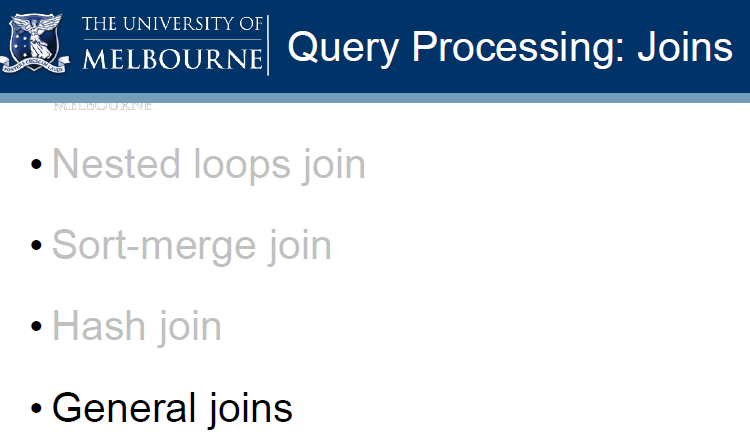 THE UNIVERSITY OF
MELBOURNE
Query Processing: Joins
MELBOURNE
• Nested loops join
• Sort-merge join
• Hash join
• General joins